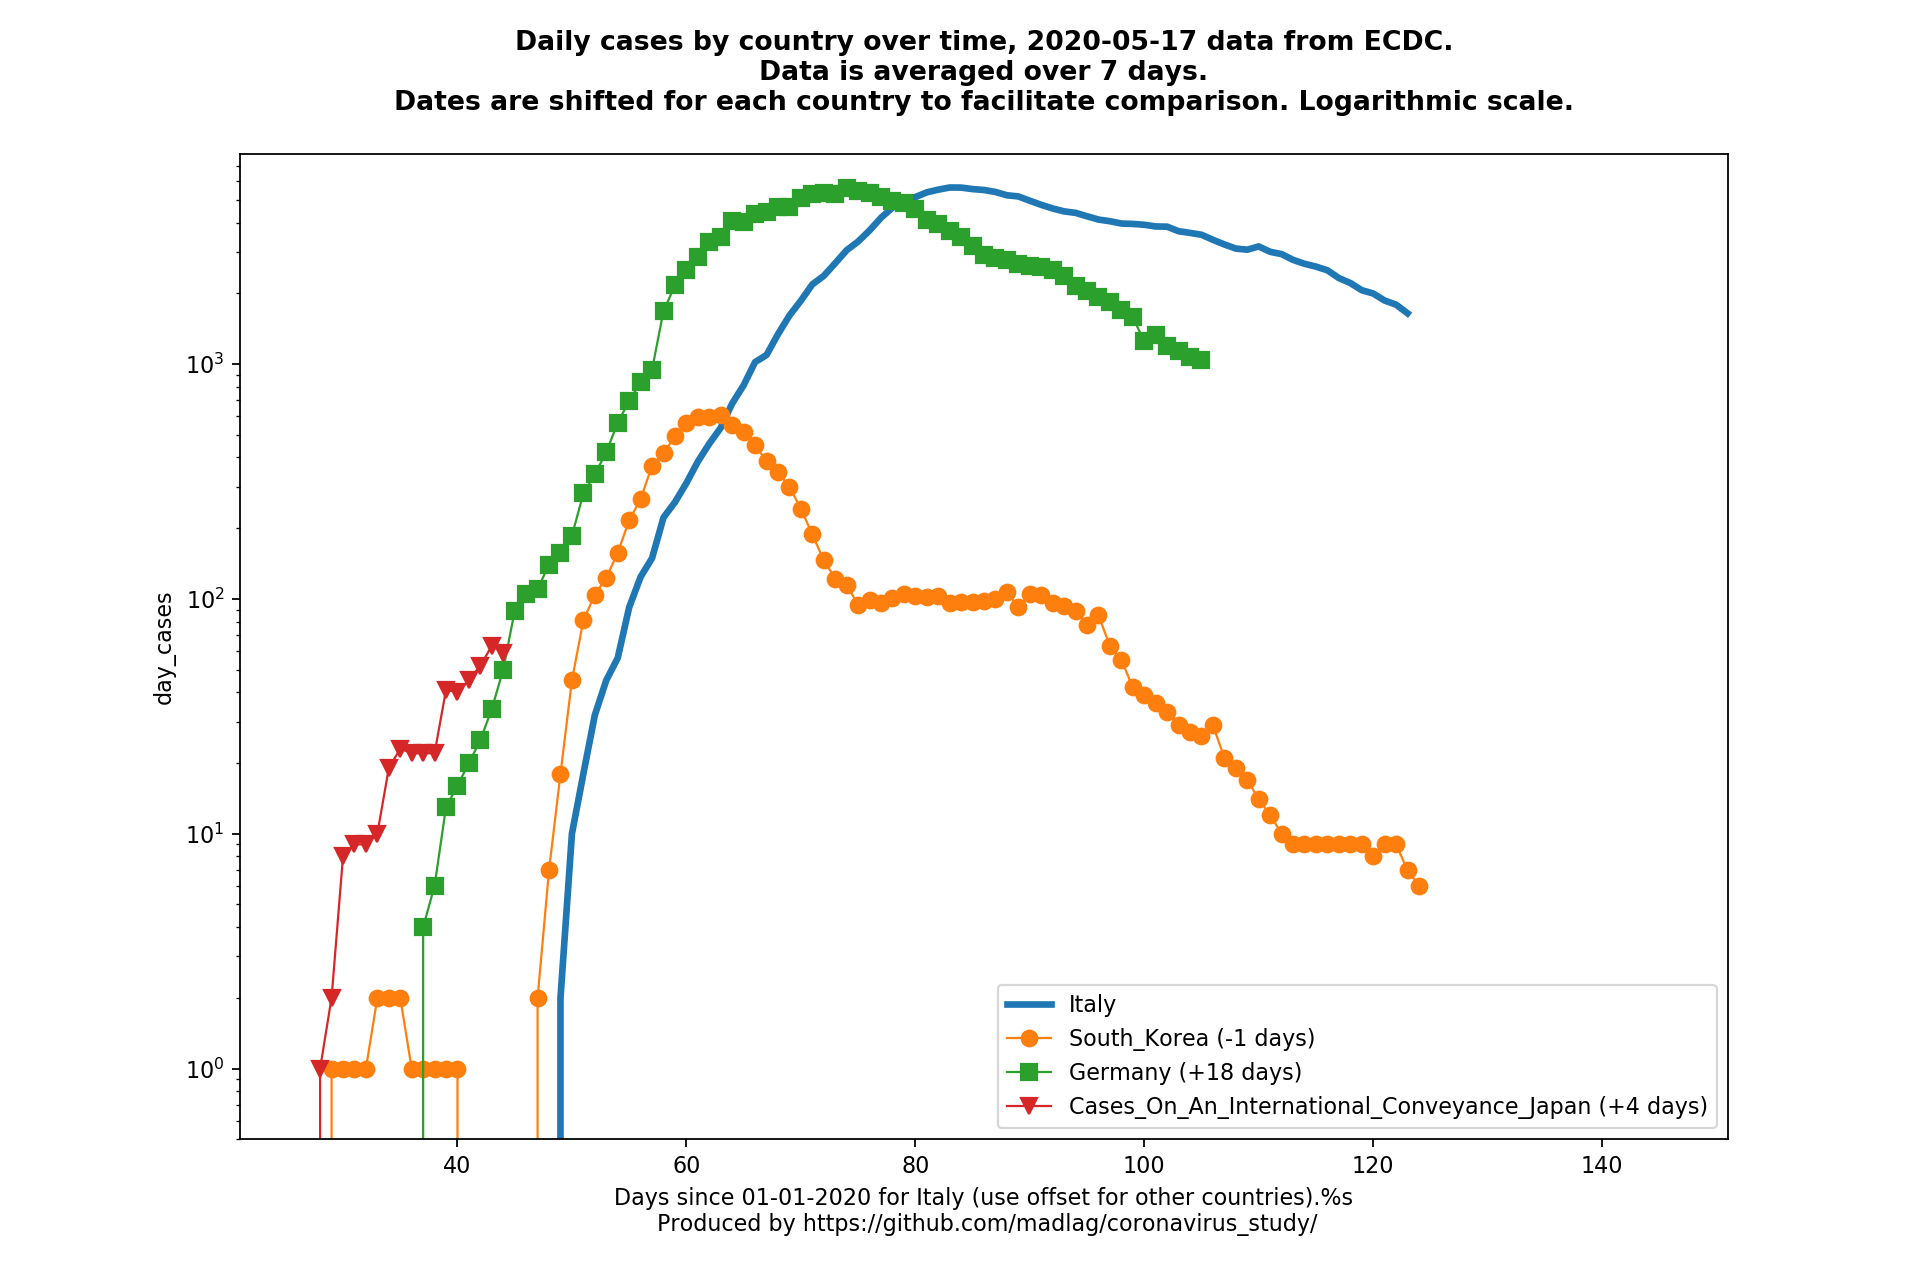 Daily cases by country over time, 2020-05-17 data from ECDC.
Data is averaged over 7 days.
Dates are shifted for each country to facilitate comparison. Logarithmic scale.
day_cases
10³
10²
10¹
10⁰
Italy
South_Korea (-1 days)
Germany (+18 days)
Cases_On_An_International_Conveyance_Japan (+4 days)
40 60 80 100 120 140
Days since 01-01-2020 for Italy (use offset for other countries).%s
Produced by https://github.com/madlag/coronavirus_study/